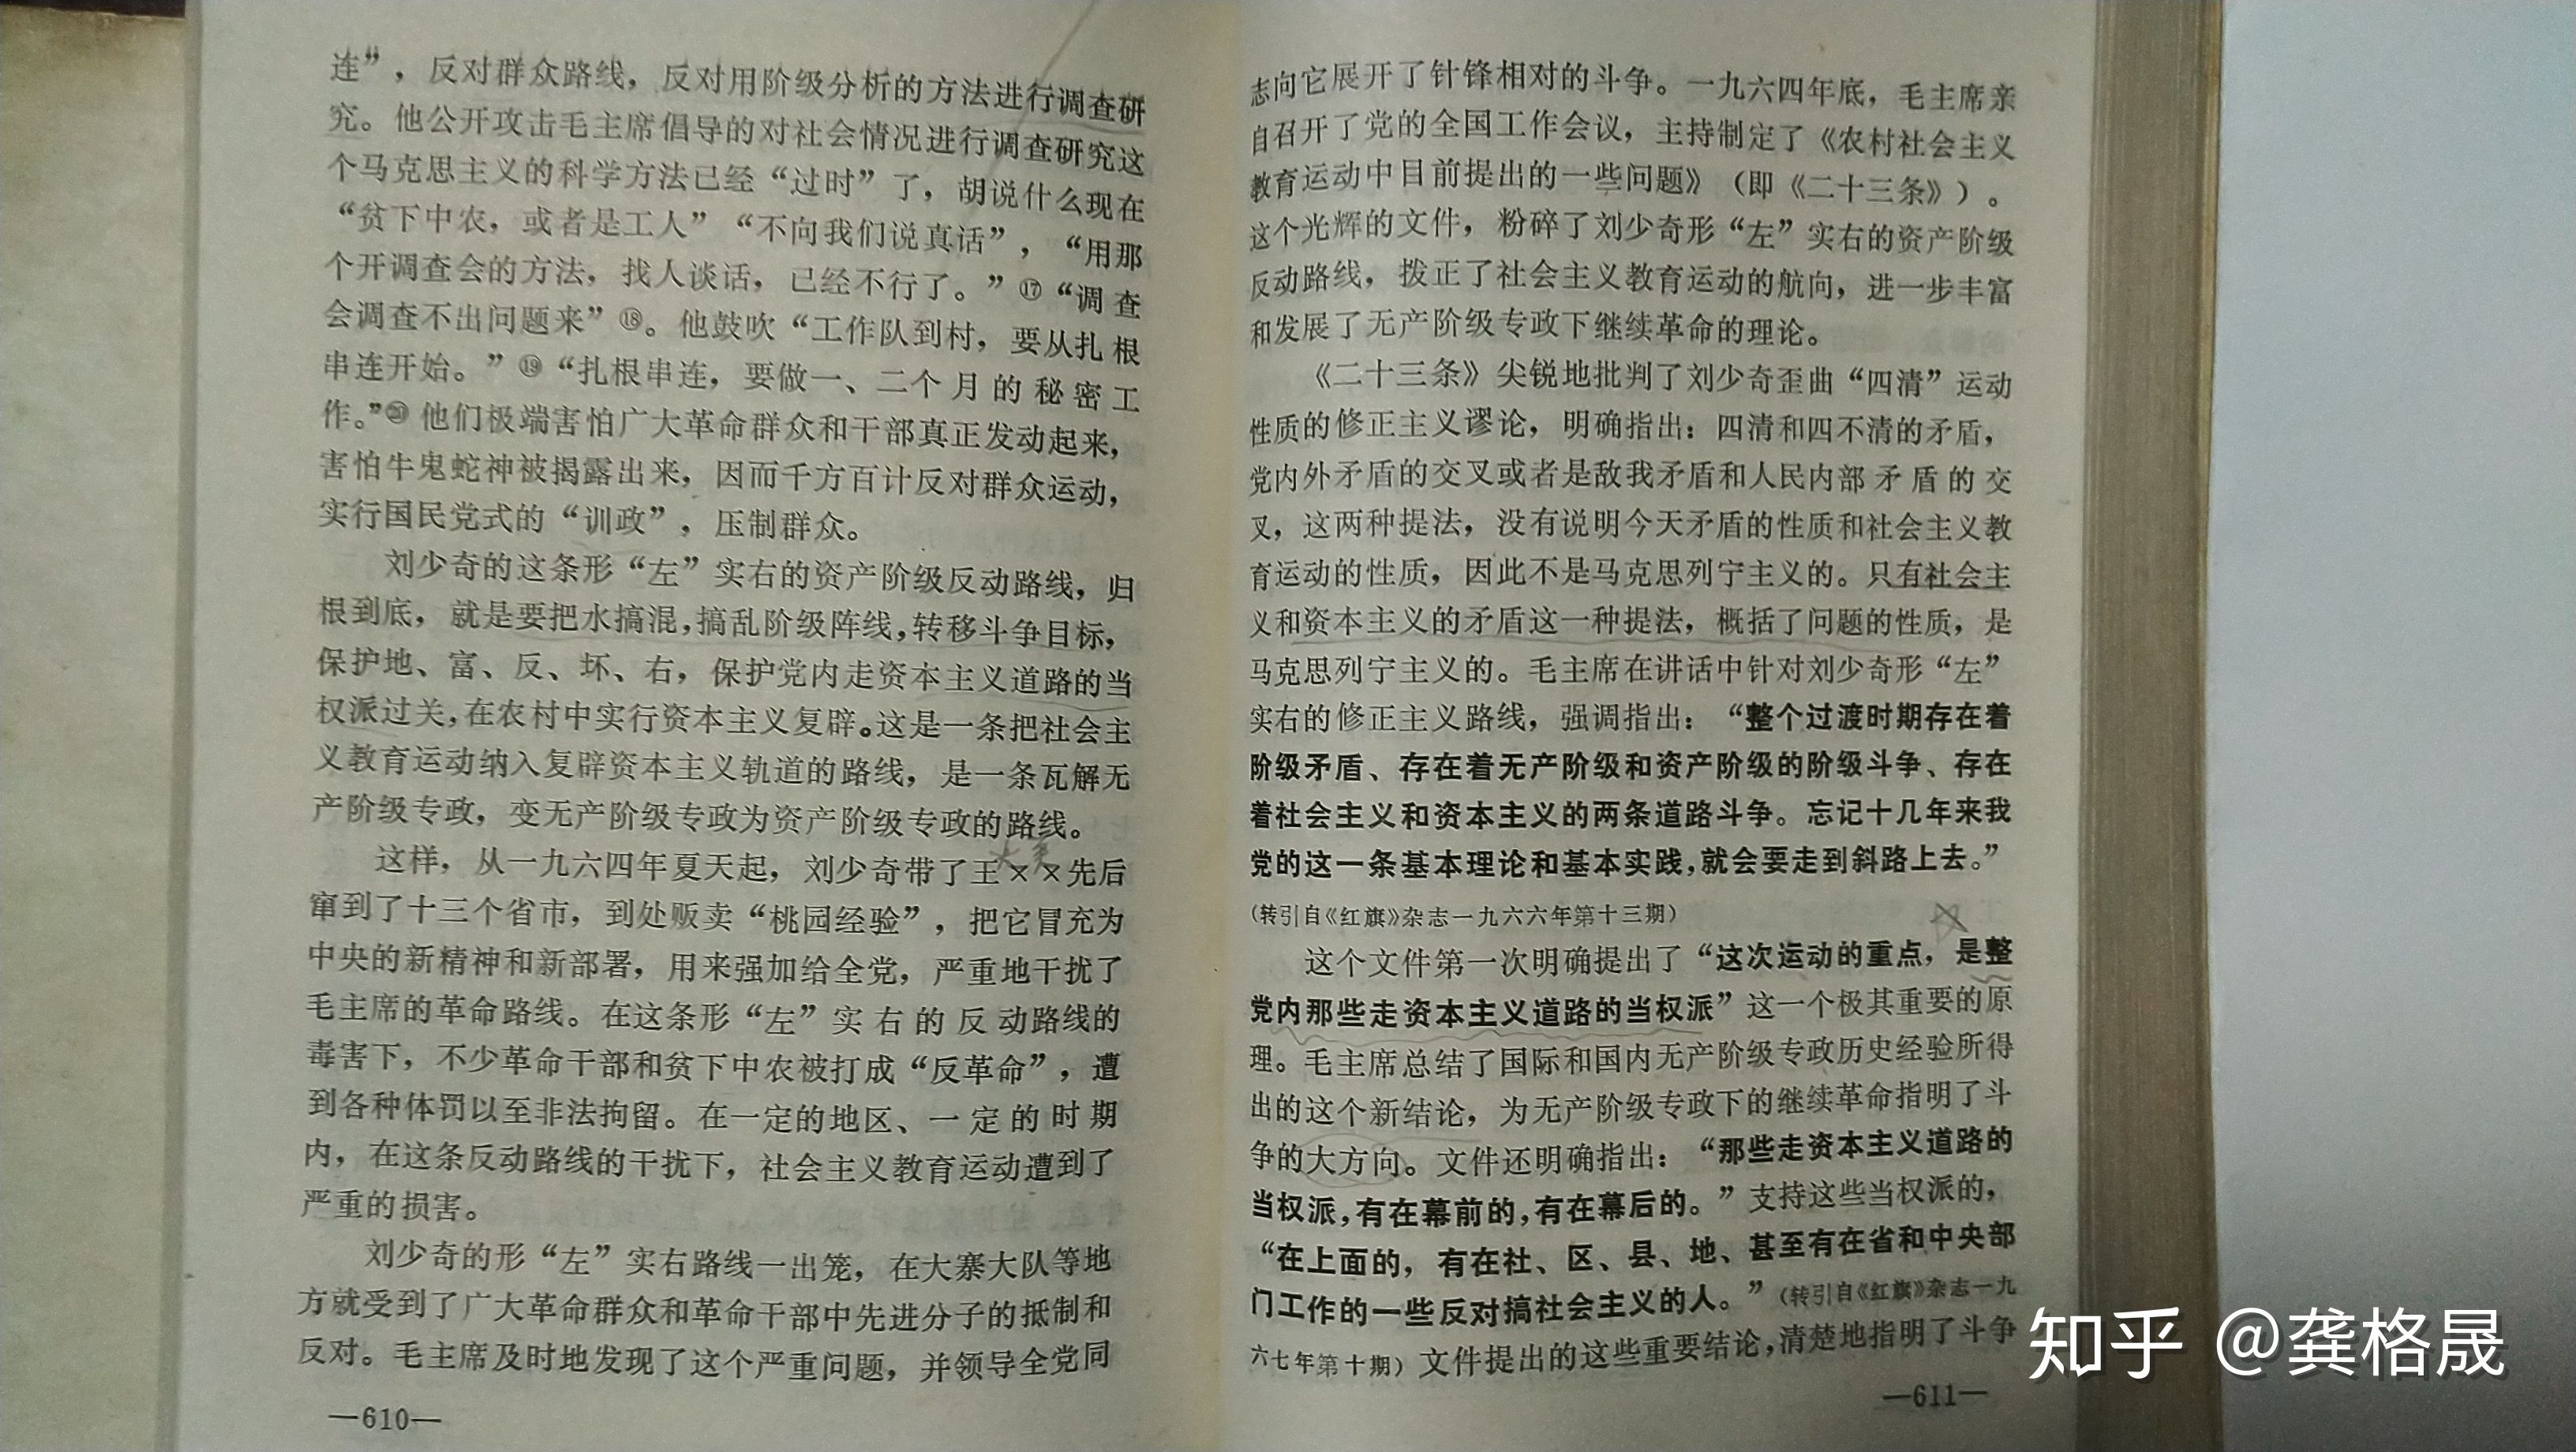 连”，反对群众路线，反对用阶级分析的方法进行调查研
究。他公开攻击毛主席倡导的对社会情况进行调查研究这
个马克思主义的科学方法已经“过时”了，胡说什么现在
“贫下中农，或者是工人”“不向我们说真话”，“用那
个开调查会的方法，找人谈话，已经不行了。”⑰“调查
会调查不出问题来”⑱。他鼓吹“工作队到村，要从扎根
串连开始。”⑲“扎根串连，要做一、二个月的秘密工
作。”⑳他们极端害怕广大革命群众和干部真正发动起来，
害怕牛鬼蛇神被揭露出来，因而千方百计反对群众运动，
实行国民党式的“训政”，压制群众。
刘少奇的这条形“左”实右的资产阶级反动路线，归
根到底，就是要把水搞混，搞乱阶级阵线，转移斗争目标，
保护地、富、反、坏、右，保护党内走资本主义道路的当
权派过关，在农村中实行资本主义复辟。这是一条把社会主
义教育运动纳入复辟资本主义轨道的路线，是一条瓦解无
产阶级专政，变无产阶级专政为资产阶级专政的路线。
这样，从一九六四年夏天起，刘少奇带了王××先后
窜到了十三个省市，到处贩卖“桃园经验”，把它冒充为
中央的新精神和新部署，用来强加给全党，严重地干扰了
毛主席的革命路线。在这条形“左”实右的反动路线的
毒害下，不少革命干部和贫下中农被打成“反革命”，遭
到各种体罚以至非法拘留。在一定的地区、一定的时期
内，在这条反动路线的干扰下，社会主义教育运动遭到了
严重的损害。
刘少奇的形“左”实右路线一出笼，在大寨大队等地
方就受到了广大革命群众和革命干部中先进分子的抵制和
反对。毛主席及时地发现了这个严重问题，并领导全党同
—610—
志向它展开了针锋相对的斗争。一九六四年底，毛主席亲
自召开了党的全国工作会议，主持制定了《农村社会主义
教育运动中目前提出的一些问题》（即《二十三条》）。
这个光辉的文件，粉碎了刘少奇形“左”实右的资产阶级
反动路线，拨正了社会主义教育运动的航向，进一步丰富
和发展了无产阶级专政下继续革命的理论。
《二十三条》尖锐地批判了刘少奇歪曲“四清”运动
性质的修正主义谬论，明确指出：四清和四不清的矛盾，
党内外矛盾的交叉或者是敌我矛盾和人民内部矛盾的交
叉，这两种提法，没有说明今天矛盾的性质和社会主义教
育运动的性质，因此不是马克思列宁主义的。只有社会主
义和资本主义的矛盾这一种提法，概括了问题的性质，是
马克思列宁主义的。毛主席在讲话中针对刘少奇形“左”
实右的修正主义路线，强调指出：“整个过渡时期存在着
阶级矛盾、存在着无产阶级和资产阶级的阶级斗争、存在
着社会主义和资本主义的两条道路斗争。忘记十几年来我
党的这一条基本理论和基本实践，就会要走到斜路上去。”
（转引自《红旗》杂志一九六六年第十三期）
这个文件第一次明确提出了“这次运动的重点，是整
党内那些走资本主义道路的当权派”这一个极其重要的原
理。毛主席总结了国际和国内无产阶级专政历史经验所得
出的这个新结论，为无产阶级专政下的继续革命指明了斗
争的大方向。文件还明确指出：“那些走资本主义道路的
当权派，有在幕前的，有在幕后的。”支持这些当权派的，
“在上面的，有在社、区、县、地、甚至有在省和中央部
门工作的一些反对搞社会主义的人。”（转引自《红旗》杂志一九
六七年第十期）文件提出的这些重要结论，清楚地指明了斗争
—611—
知乎 @龚格晟